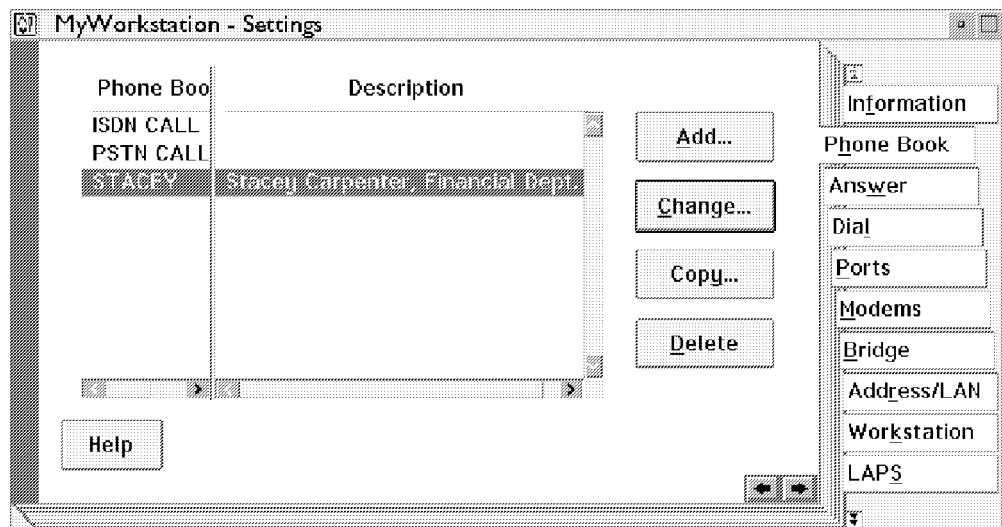 MyWorkstation - Settings
Phone Boo
Description
ISDN CALL
PSTN CALL
STACEY Stacey Carpenter, Financial Dept.
Add...
Change...
Copy...
Delete
Help
Information
Phone Book
Answer
Dial
Ports
Modems
Bridge
Address/LAN
Workstation
LAPS